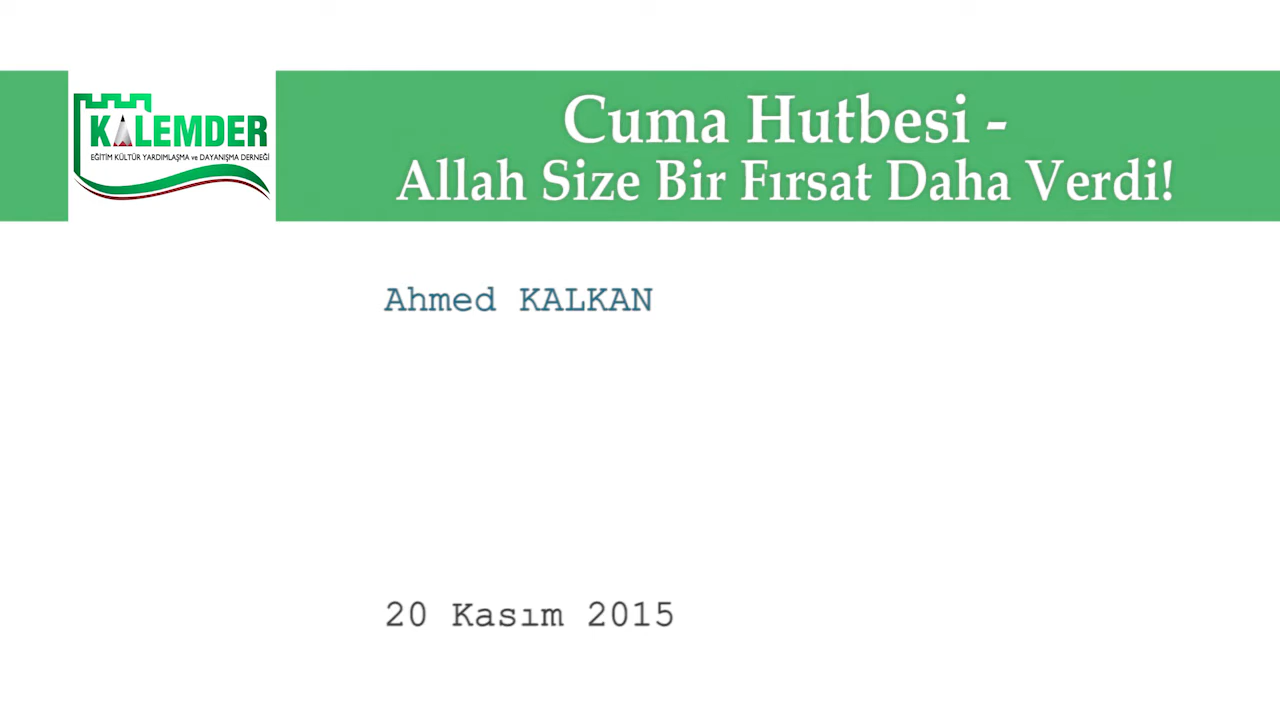 KALEMDER
EĞİTİM KÜLTÜR YARDIMLAŞMA ve DAYANIŞMA DERNEĞİ
Cuma Hutbesi -
Allah Size Bir Fırsat Daha Verdi!
Ahmed KALKAN
20 Kasım 2015